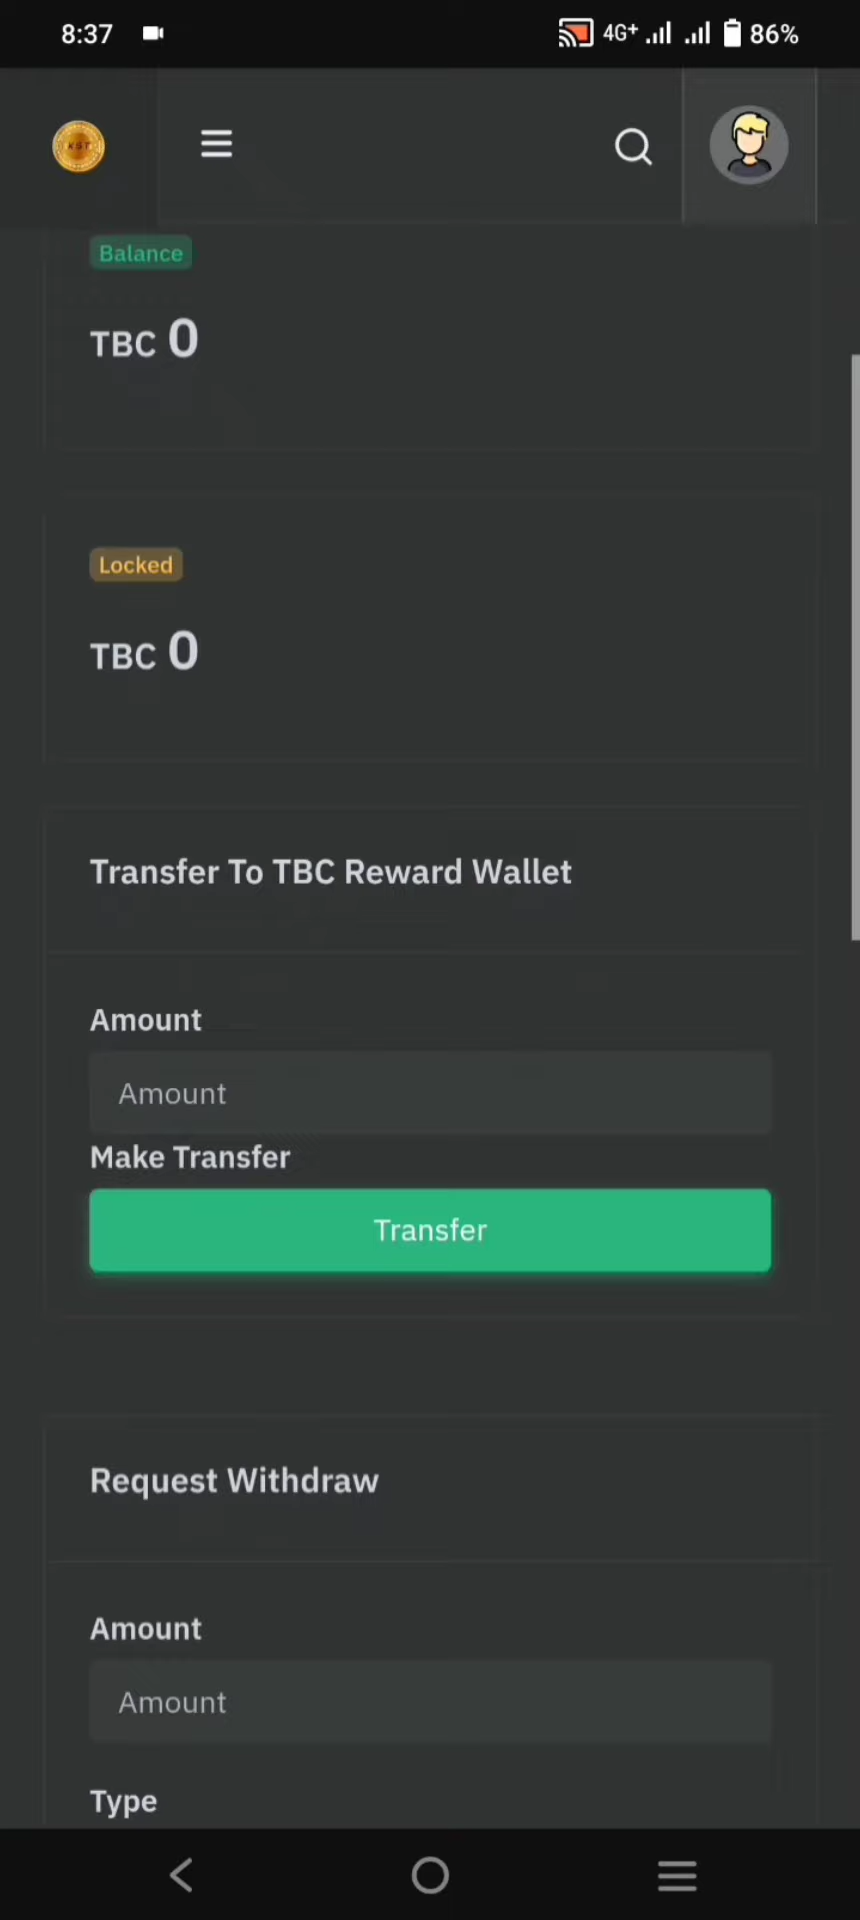 8:37 4G+ 86%
KST
Balance
TBC 0
Locked
TBC 0
Transfer To TBC Reward Wallet
Amount
Amount
Make Transfer
Transfer
Request Withdraw
Amount
Amount
Type